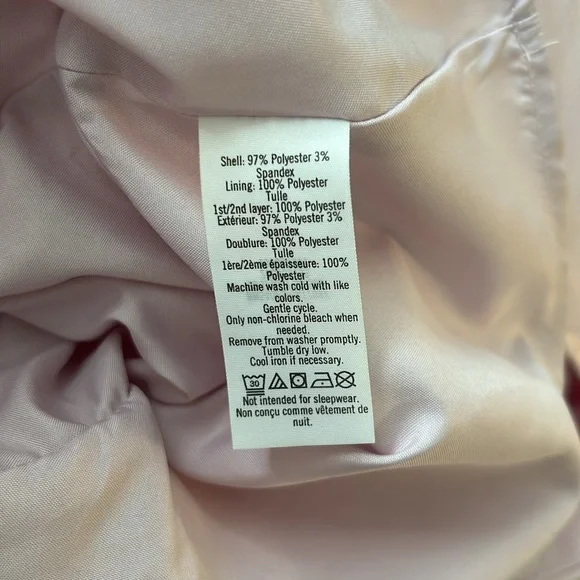 Shell: 97% Polyester 3%
Spandex
Lining: 100% Polyester
Tulle
1st/2nd layer: 100% Polyester
Extérieur: 97% Polyester 3%
Spandex
Doublure: 100% Polyester
Tulle
1ère/2ème épaisseur: 100%
Polyester
Machine wash cold with like
colors.
Gentle cycle.
Only non-chlorine bleach when
needed.
Remove from washer promptly.
Tumble dry low.
Cool iron if necessary.
30
Not intended for sleepwear.
Non conçu comme vêtement de
nuit.